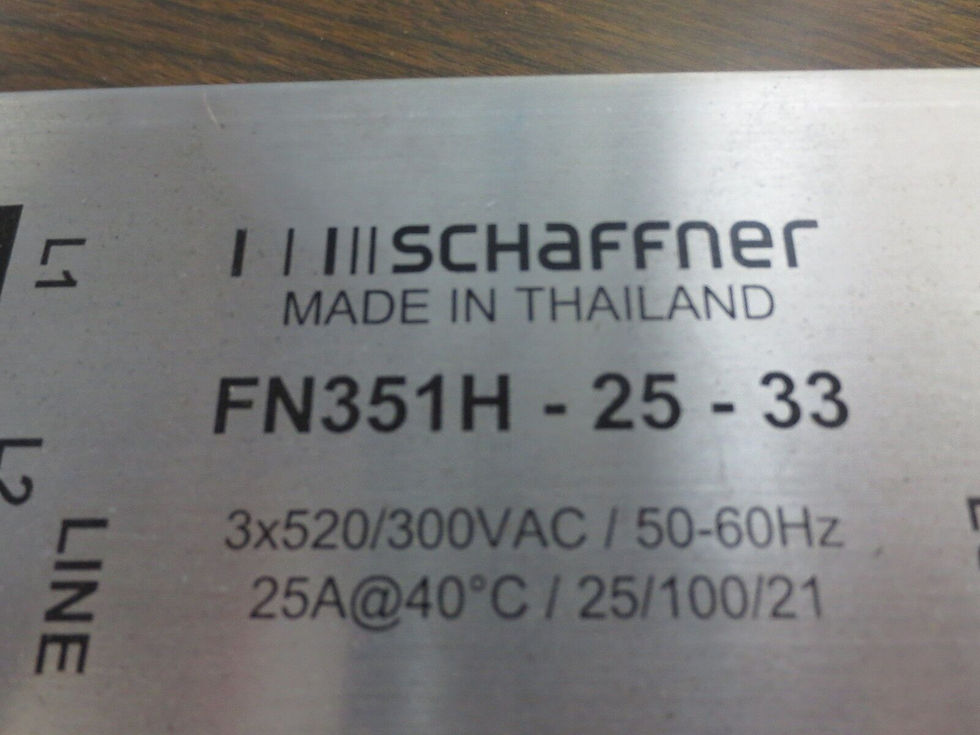 L1
L2
LINE
SCHaFFner
MADE IN THAILAND
FN351H - 25 - 33
3x520/300VAC / 50-60Hz
25A@40°C / 25/100/21